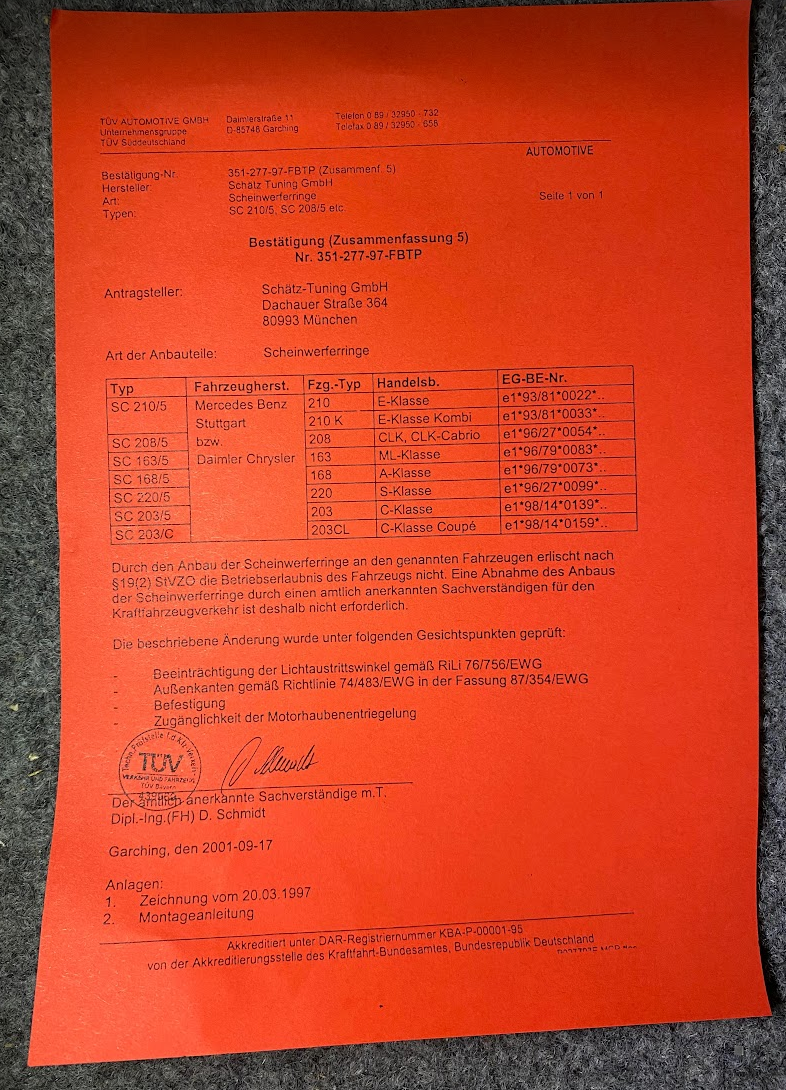 TÜV AUTOMOTIVE GMBH Daimlerstraße 11 Telefon 0 89 / 32950 - 732
Unternehmensgruppe D-85748 Garching Telefax 0 89 / 32950 - 658
TÜV Süddeutschland
AUTOMOTIVE
Bestätigung-Nr. 351-277-97-FBTP (Zusammenf. 5)
Hersteller: Schätz Tuning GmbH
Art: Scheinwerferringe Seite 1 von 1
Typen: SC 210/5, SC 208/5 etc.
Bestätigung (Zusammenfassung 5)
Nr. 351-277-97-FBTP
Antragsteller: Schätz-Tuning GmbH
Dachauer Straße 364
80993 München
Art der Anbauteile: Scheinwerferringe
Typ Fahrzeugherst. Fzg.-Typ Handelsb. EG-BE-Nr.
SC 210/5 Mercedes Benz 210 E-Klasse e1*93/81*0022*..
Stuttgart 210 K E-Klasse Kombi e1*93/81*0033*..
SC 208/5 bzw. 208 CLK, CLK-Cabrio e1*96/27*0054*..
SC 163/5 Daimler Chrysler 163 ML-Klasse e1*96/79*0083*..
SC 168/5 168 A-Klasse e1*96/79*0073*..
SC 220/5 220 S-Klasse e1*96/27*0099*..
SC 203/5 203 C-Klasse e1*98/14*0139*..
SC 203/C 203CL C-Klasse Coupé e1*98/14*0159*..
Durch den Anbau der Scheinwerferringe an den genannten Fahrzeugen erlischt nach
§19(2) StVZO die Betriebserlaubnis des Fahrzeugs nicht. Eine Abnahme des Anbaus
der Scheinwerferringe durch einen amtlich anerkannten Sachverständigen für den
Kraftfahrzeugverkehr ist deshalb nicht erforderlich.
Die beschriebene Änderung wurde unter folgenden Gesichtspunkten geprüft:
- Beeinträchtigung der Lichtaustrittswinkel gemäß RiLi 76/756/EWG
- Außenkanten gemäß Richtlinie 74/483/EWG in der Fassung 87/354/EWG
- Befestigung
- Zugänglichkeit der Motorhaubenentriegelung
TÜV
VERKEHR UND FAHRZEUG
TÜV Bayern
Der amtlich anerkannte Sachverständige m.T.
Dipl.-Ing.(FH) D. Schmidt
Garching, den 2001-09-17
Anlagen:
1. Zeichnung vom 20.03.1997
2. Montageanleitung
Akkreditiert unter DAR-Registriernummer KBA-P-00001-95
von der Akkreditierungsstelle des Kraftfahrt-Bundesamtes, Bundesrepublik Deutschland